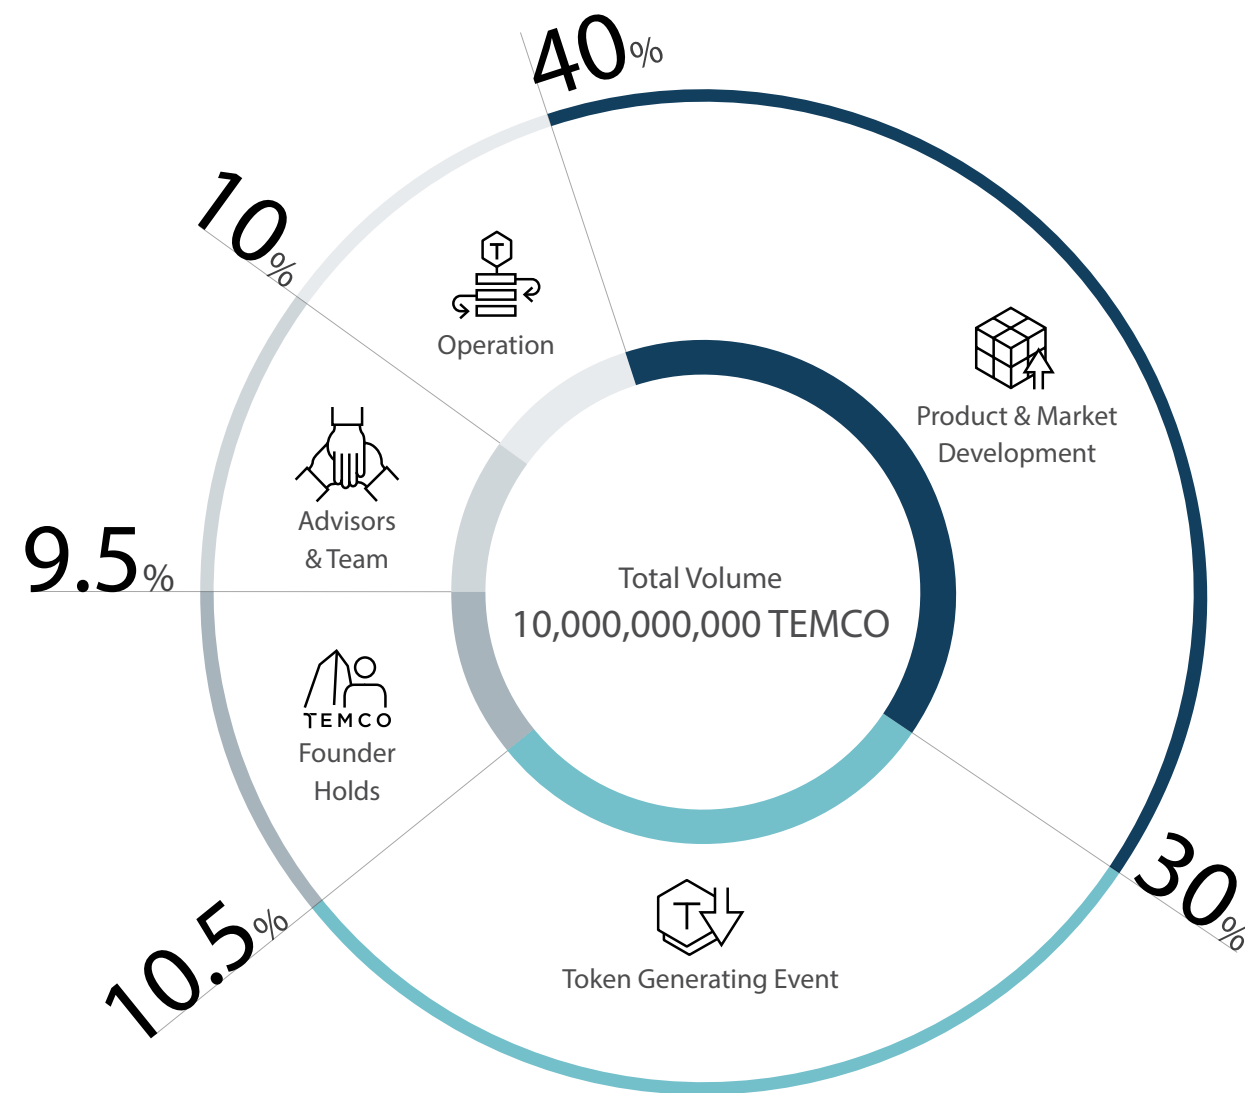 40%
10%
T
Operation
Product & Market
Development
Advisors
& Team
9.5%
Total Volume
10,000,000,000 TEMCO
TEMCO
Founder
Holds
30%
10.5%
T
Token Generating Event